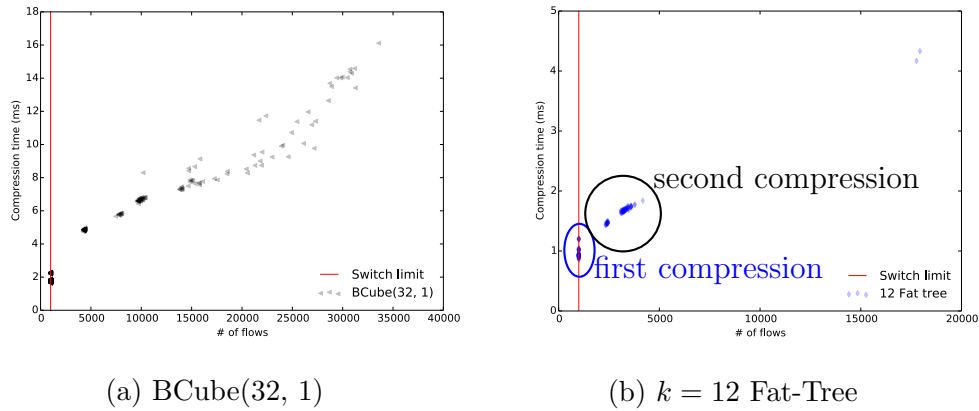 18
16
14
12
10
8
6
4
2
0
Compression time (ms)
0 5000 10000 15000 20000 25000 30000 35000 40000
# of flows
Switch limit
BCube(32, 1)
(a) BCube(32, 1)
5
4
3
2
1
0
Compression time (ms)
second compression
first compression
Switch limit
12 Fat tree
0 5000 10000 15000 20000
# of flows
(b) k = 12 Fat-Tree